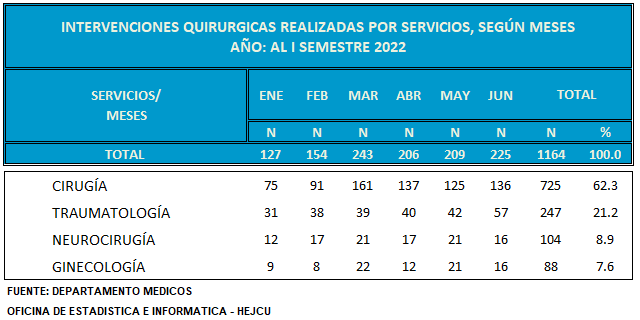 INTERVENCIONES QUIRURGICAS REALIZADAS POR SERVICIOS, SEGÚN MESES
AÑO: AL I SEMESTRE 2022
SERVICIOS/ MESES ENE FEB MAR ABR MAY JUN TOTAL
N N N N N N N %
TOTAL 127 154 243 206 209 225 1164 100.0
CIRUGÍA 75 91 161 137 125 136 725 62.3
TRAUMATOLOGÍA 31 38 39 40 42 57 247 21.2
NEUROCIRUGÍA 12 17 21 17 21 16 104 8.9
GINECOLOGÍA 9 8 22 12 21 16 88 7.6
FUENTE: DEPARTAMENTO MEDICOS
OFICINA DE ESTADISTICA E INFORMATICA - HEJCU